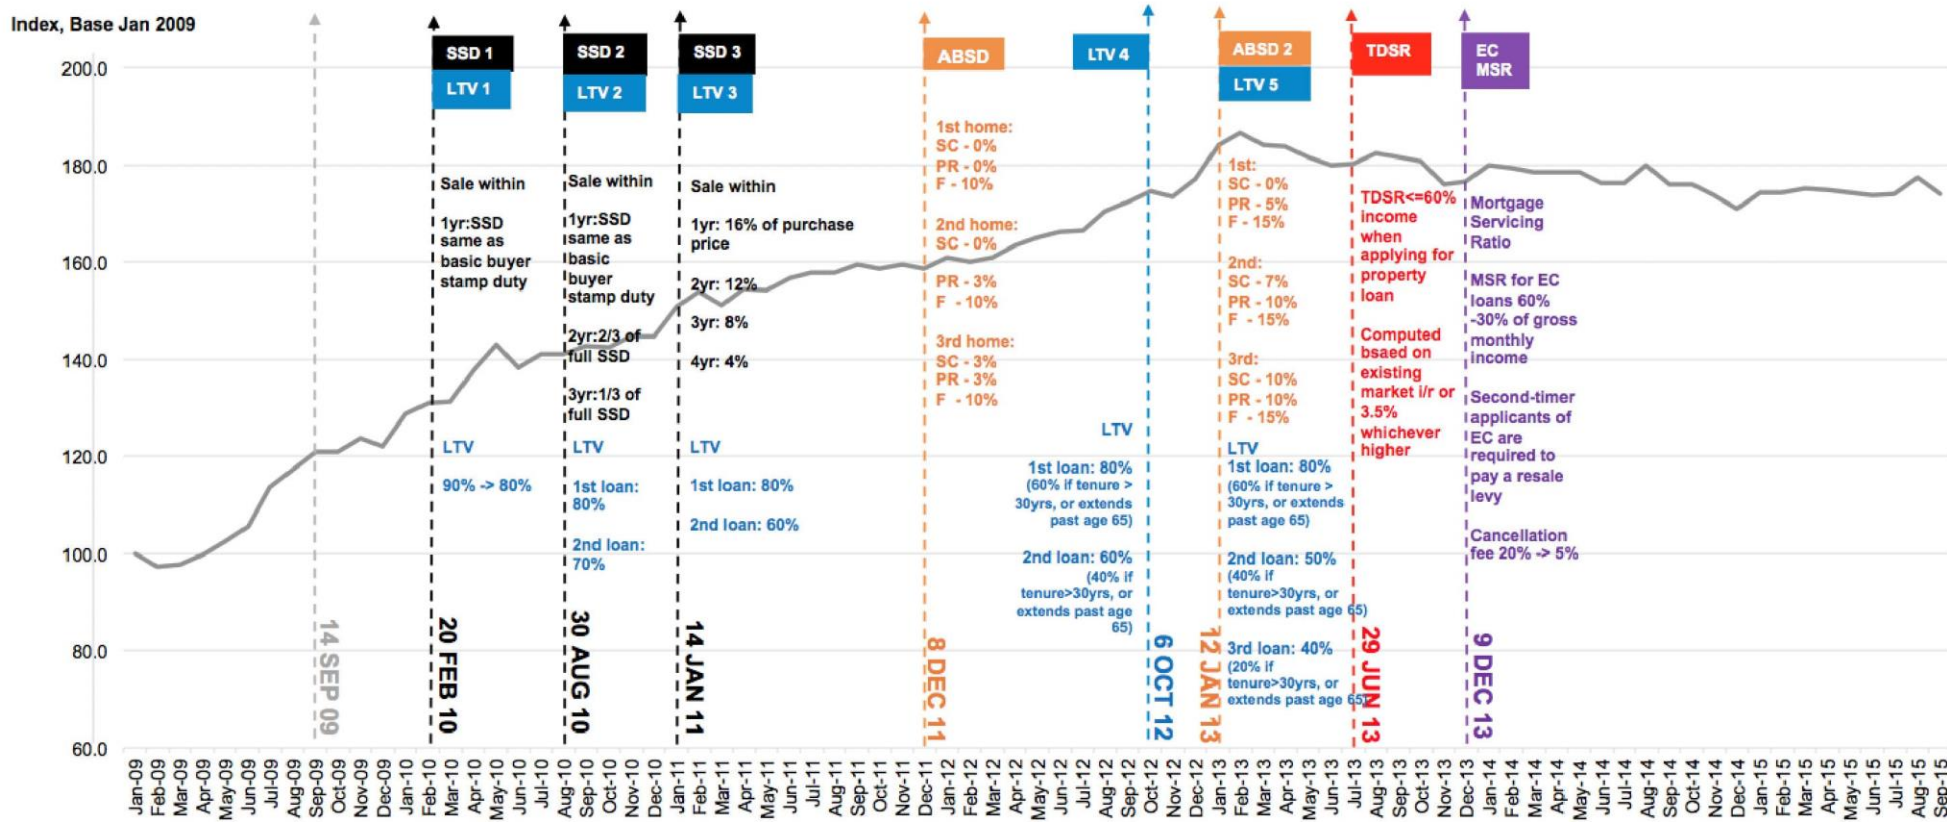 Index, Base Jan 2009
200.0
180.0
160.0
140.0
120.0
100.0
80.0
60.0
14 SEP 09
SSD 1
LTV 1
Sale within
1yr:SSD
same as
basic buyer
stamp duty
LTV
90% -> 80%
20 FEB 10
SSD 2
LTV 2
Sale within
1yr:SSD
same as
basic
buyer
stamp duty
2yr:2/3 of
full SSD
3yr:1/3 of
full SSD
LTV
1st loan:
80%
2nd loan:
70%
30 AUG 10
SSD 3
LTV 3
Sale within
1yr: 16% of purchase
price
2yr: 12%
3yr: 8%
4yr: 4%
LTV
1st loan: 80%
2nd loan: 60%
14 JAN 11
ABSD
1st home:
SC - 0%
PR - 0%
F - 10%
2nd home:
SC - 0%
PR - 3%
F - 10%
3rd home:
SC - 3%
PR - 3%
F - 10%
8 DEC 11
LTV 4
LTV
1st loan: 80%
(60% if tenure >
30yrs, or extends
past age 65)
2nd loan: 60%
(40% if
tenure>30yrs, or
extends past age
65)
6 OCT 12
ABSD 2
LTV 5
1st:
SC - 0%
PR - 5%
F - 15%
2nd:
SC - 7%
PR - 10%
F - 15%
3rd:
SC - 10%
PR - 10%
F - 15%
LTV
1st loan: 80%
(60% if tenure >
30yrs, or extends
past age 65)
2nd loan: 50%
(40% if
tenure>30yrs, or
extends past age 65)
3rd loan: 40%
(20% if
tenure>30yrs, or
extends past age 65)
12 JAN 13
TDSR
TDSR<=60%
income
when
applying for
property
loan
Computed
bsaed on
existing
market i/r or
3.5%
whichever
higher
29 JUN 13
EC
MSR
Mortgage
Servicing
Ratio
MSR for EC
loans 60%
-30% of gross
monthly
income
Second-timer
applicants of
EC are
required to
pay a resale
levy
Cancellation
fee 20% -> 5%
9 DEC 13
Jan-09
Feb-09
Mar-09
Apr-09
May-09
Jun-09
Jul-09
Aug-09
Sep-09
Oct-09
Nov-09
Dec-09
Jan-10
Feb-10
Mar-10
Apr-10
May-10
Jun-10
Jul-10
Aug-10
Sep-10
Oct-10
Nov-10
Dec-10
Jan-11
Feb-11
Mar-11
Apr-11
May-11
Jun-11
Jul-11
Aug-11
Sep-11
Oct-11
Nov-11
Dec-11
Jan-12
Feb-12
Mar-12
Apr-12
May-12
Jun-12
Jul-12
Aug-12
Sep-12
Oct-12
Nov-12
Dec-12
Jan-13
Feb-13
Mar-13
Apr-13
May-13
Jun-13
Jul-13
Aug-13
Sep-13
Oct-13
Nov-13
Dec-13
Jan-14
Feb-14
Mar-14
Apr-14
May-14
Jun-14
Jul-14
Aug-14
Sep-14
Oct-14
Nov-14
Dec-14
Jan-15
Feb-15
Mar-15
Apr-15
May-15
Jun-15
Jul-15
Aug-15
Sep-15